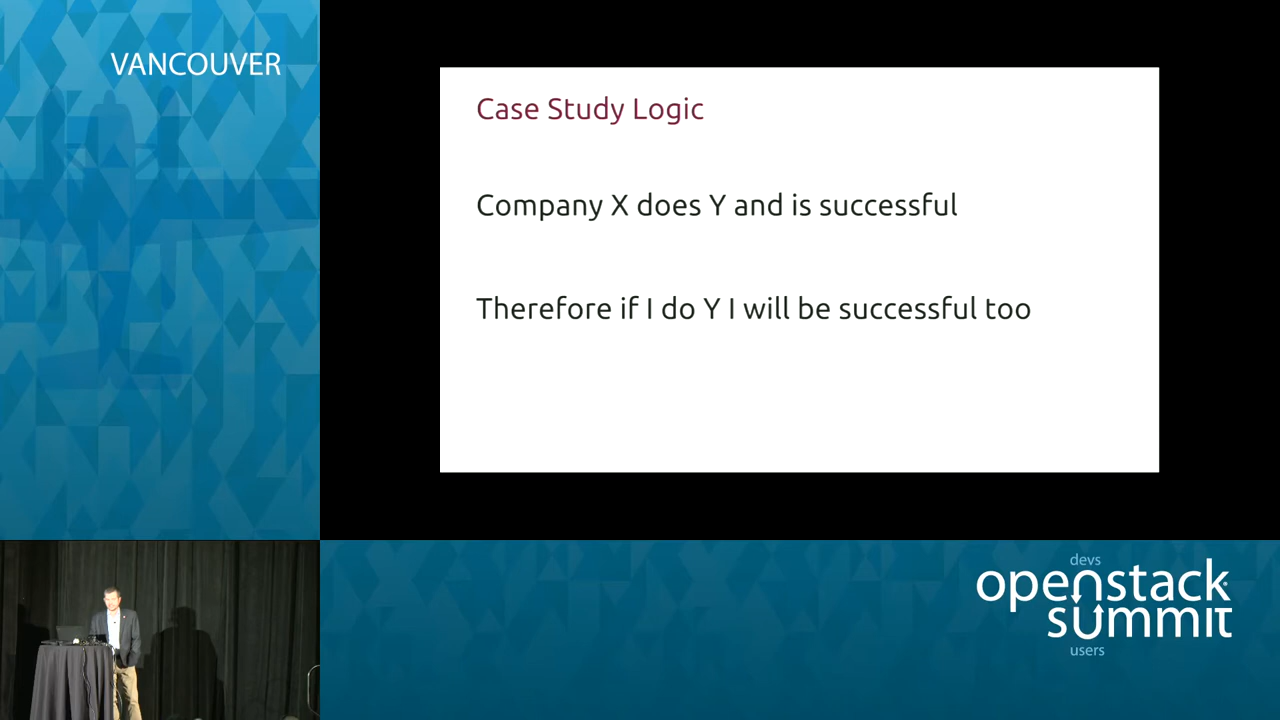 VANCOUVER
Case Study Logic
Company X does Y and is successful
Therefore if I do Y I will be successful too
devs
openstack
summit
users